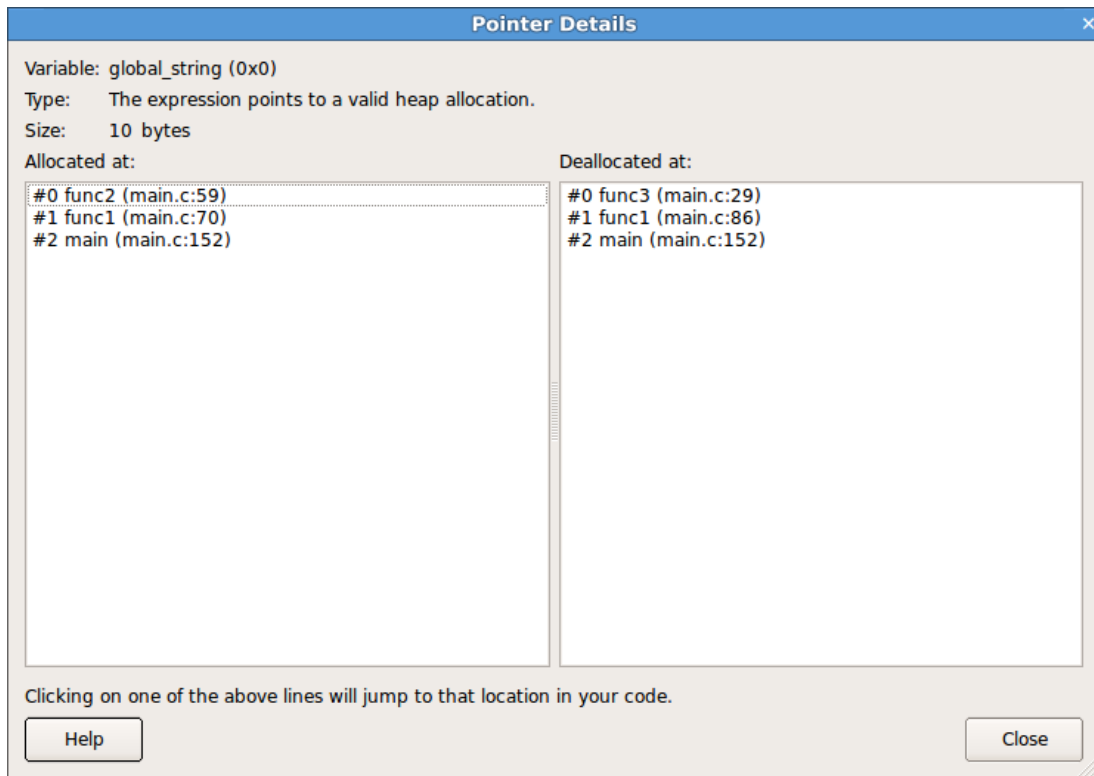 Pointer Details
Variable: global_string (0x0)
Type: The expression points to a valid heap allocation.
Size: 10 bytes
Allocated at:
#0 func2 (main.c:59)
#1 func1 (main.c:70)
#2 main (main.c:152)
Deallocated at:
#0 func3 (main.c:29)
#1 func1 (main.c:86)
#2 main (main.c:152)
Clicking on one of the above lines will jump to that location in your code.
Help
Close